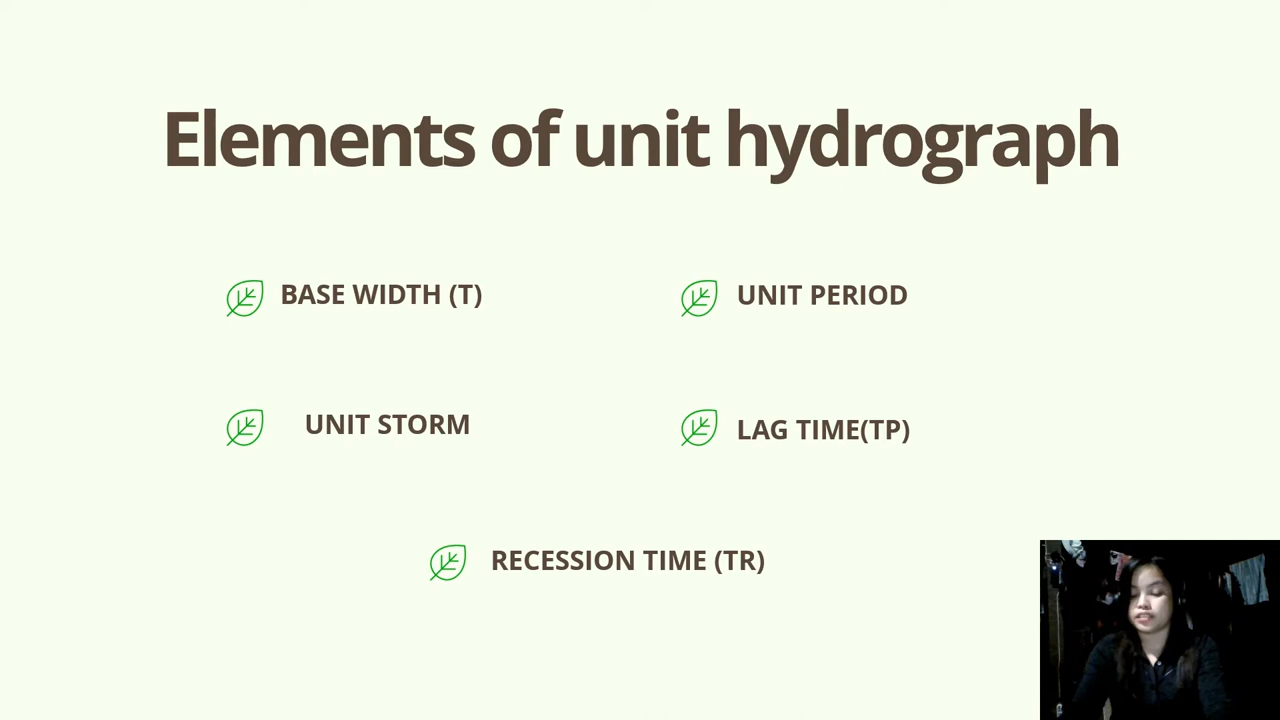 Elements of unit hydrograph
BASE WIDTH (T)
UNIT PERIOD
UNIT STORM
LAG TIME(TP)
RECESSION TIME (TR)